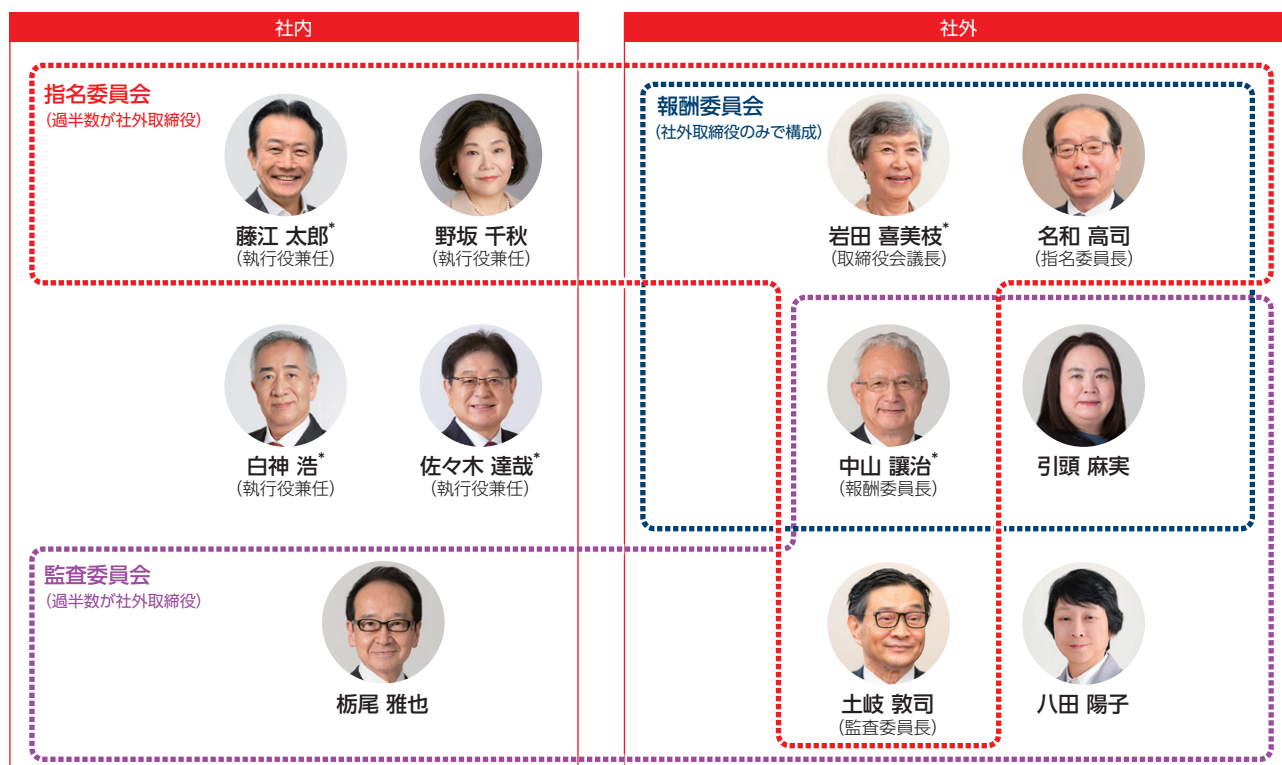 社内
社外
指名委員会
(過半数が社外取締役)
報酬委員会
(社外取締役のみで構成)
藤江 太郎*
(執行役兼任)
野坂 千秋
(執行役兼任)
岩田 喜美枝*
(取締役会議長)
名和 高司
(指名委員長)
白神 浩*
(執行役兼任)
佐々木 達哉*
(執行役兼任)
中山 讓治*
(報酬委員長)
引頭 麻実
監査委員会
(過半数が社外取締役)
栃尾 雅也
土岐 敦司
(監査委員長)
八田 陽子